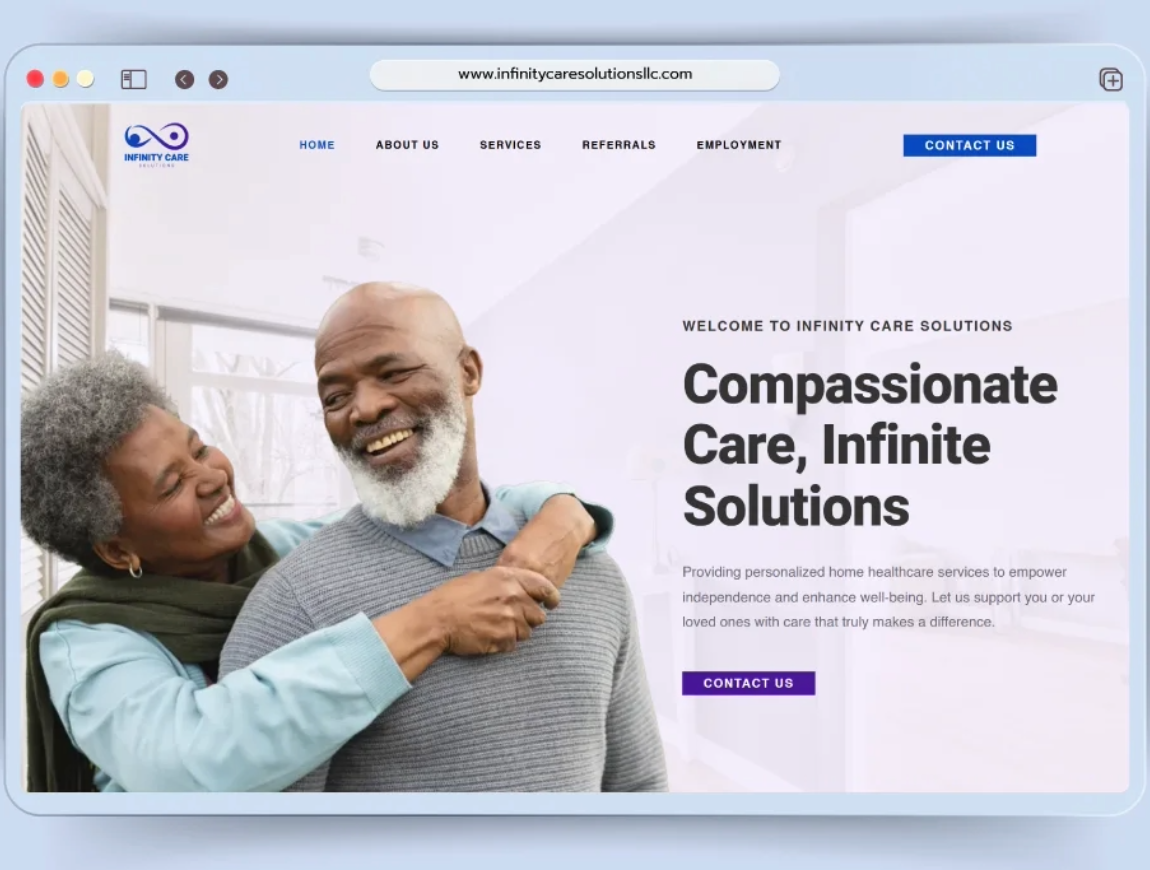 www.infinitycaresolutionsllc.com
INFINITY CARE
SOLUTIONS
HOME ABOUT US SERVICES REFERRALS EMPLOYMENT CONTACT US
WELCOME TO INFINITY CARE SOLUTIONS
Compassionate
Care, Infinite
Solutions
Providing personalized home healthcare services to empower
independence and enhance well-being. Let us support you or your
loved ones with care that truly makes a difference.
CONTACT US